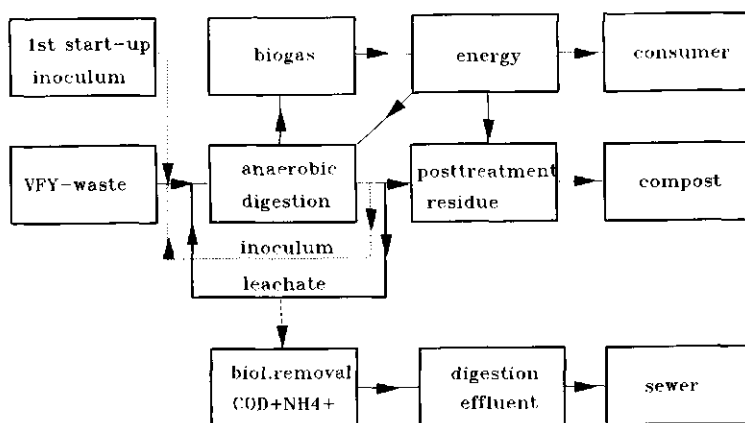 1st start-up
inoculum
biogas
energy
consumer
VFY-waste
anaerobic
digestion
posttreatment
residue
compost
inoculum
leachate
biol.removal
COD+NH4+
digestion
effluent
sewer